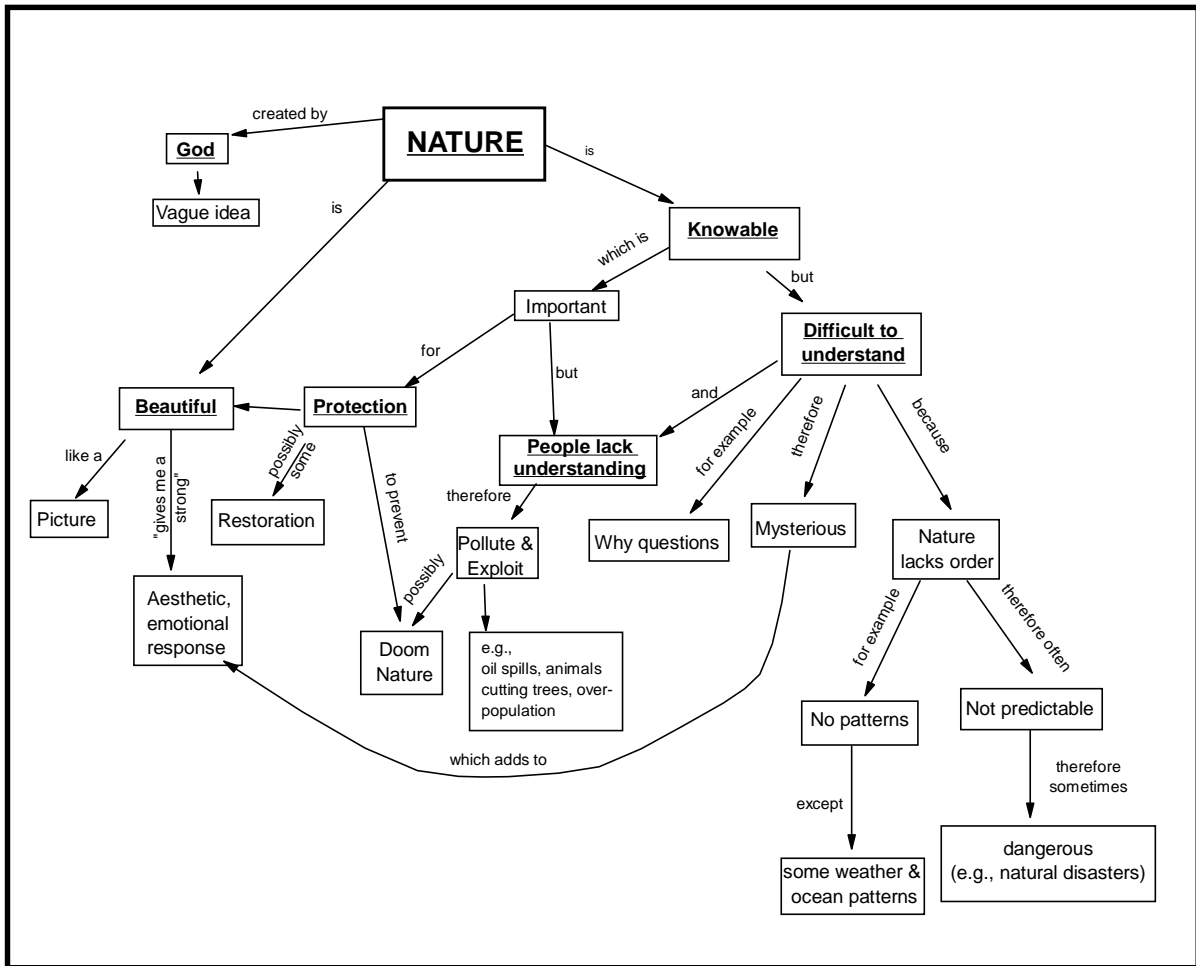 created by
NATURE
God
is
Vague idea
is
Knowable
which is
but
Important
Difficult to
understand
for
but
and
because
Beautiful
Protection
for example
therefore
People lack
understanding
like a
"gives me a
strong"
possibly
some
to prevent
therefore
Picture
Restoration
Pollute &
Exploit
Why questions
Mysterious
Nature
lacks order
possibly
Aesthetic,
emotional
response
Doom
Nature
e.g.,
oil spills, animals
cutting trees, over-
population
for example
therefore often
No patterns
Not predictable
which adds to
therefore
sometimes
except
dangerous
(e.g., natural disasters)
some weather &
ocean patterns